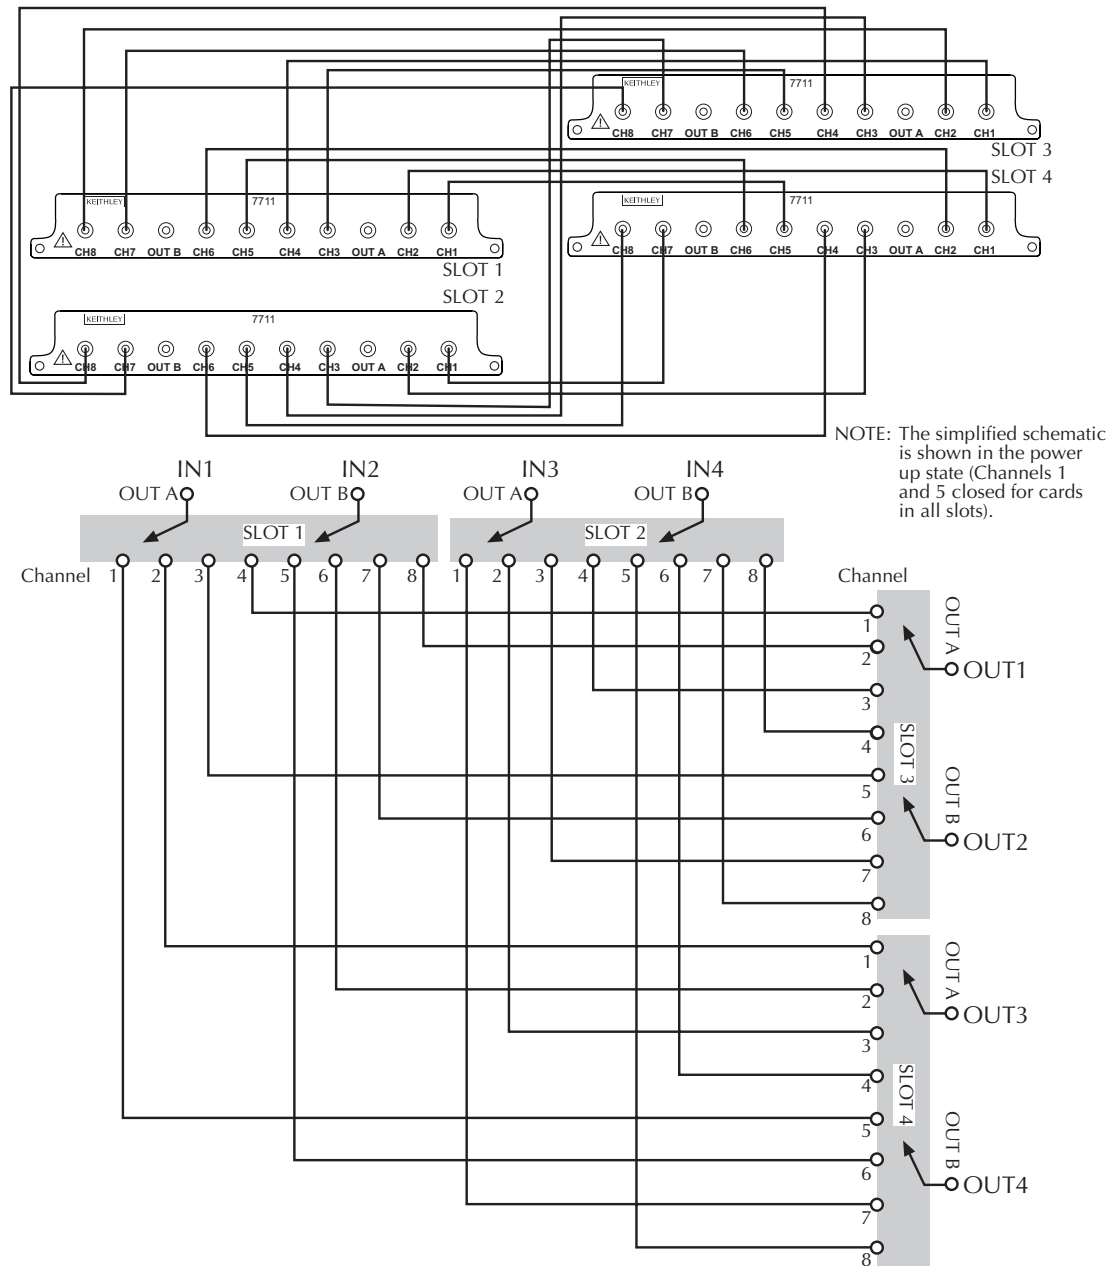 KEITHLEY
7711
CH8 CH7 OUT B CH6 CH5 CH4 CH3 OUT A CH2 CH1
SLOT 3
SLOT 4
KEITHLEY
7711
CH8 CH7 OUT B CH6 CH5 CH4 CH3 OUT A CH2 CH1
KEITHLEY
7711
CH8 CH7 OUT B CH6 CH5 CH4 CH3 OUT A CH2 CH1
SLOT 1
SLOT 2
KEITHLEY
7711
CH8 CH7 OUT B CH6 CH5 CH4 CH3 OUT A CH2 CH1
NOTE: The simplified schematic
is shown in the power
up state (Channels 1
and 5 closed for cards
in all slots).
IN1 IN2 IN3 IN4
OUT A OUT B OUT A OUT B
SLOT 1 SLOT 2
Channel 1 2 3 4 5 6 7 8 1 2 3 4 5 6 7 8 Channel
1
2
3
4
5
6
7
8
OUT A
OUT1
SLOT 3
OUT B
OUT2
1
2
3
4
5
6
7
8
OUT A
OUT3
SLOT 4
OUT B
OUT4